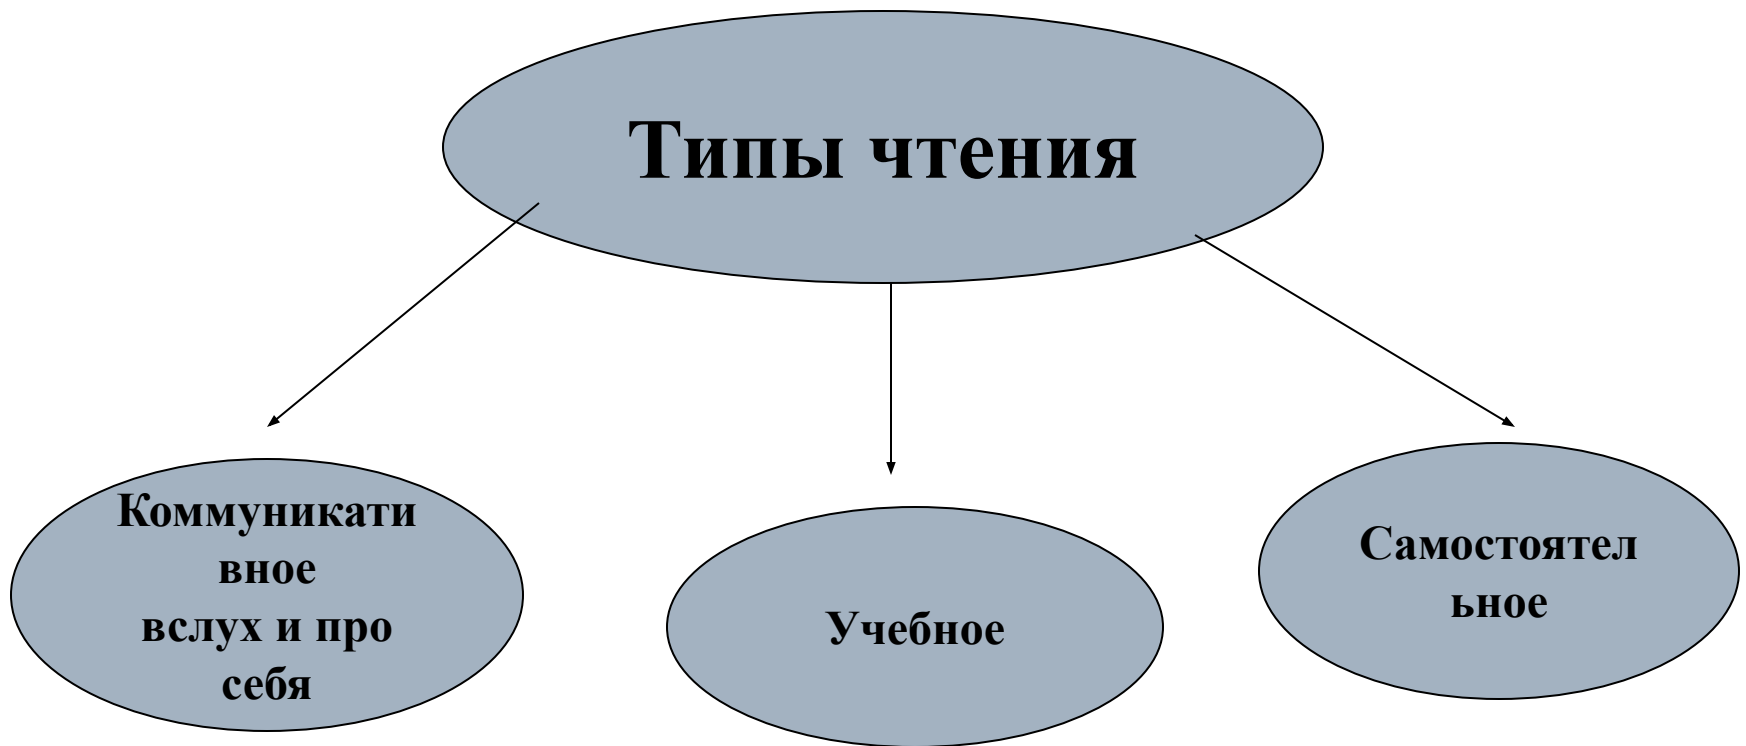 Типы чтения
Коммуникати
вное
вслух и про
себя
Учебное
Самостоятел
ьное